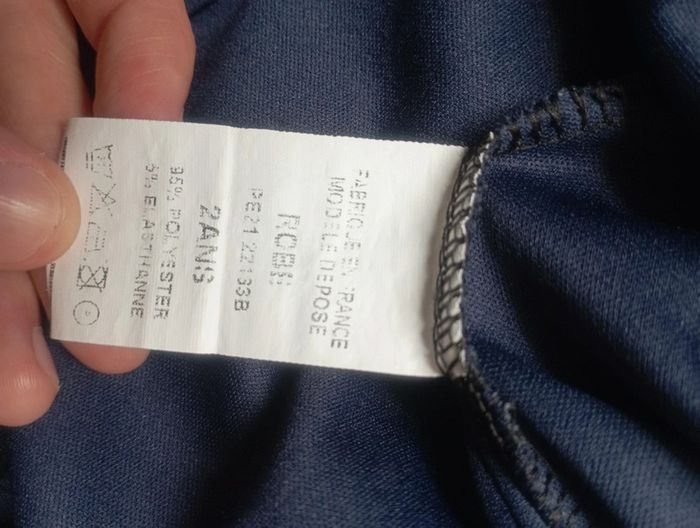 FABRIQUE EN FRANCE
MODELE DEPOSE
ROBE
2ANS
95% POLYESTER
5% ELASTHANNE